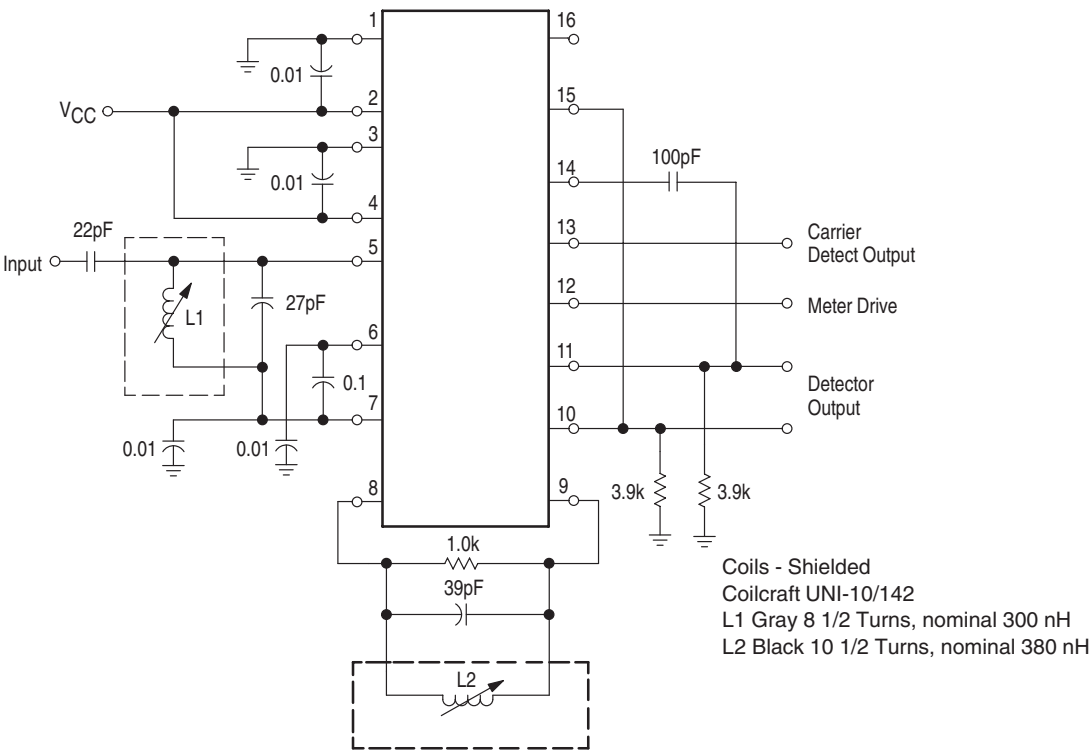 1
16
0.01
2
15
VCC
3
14
100pF
0.01
4
13
Carrier
Detect Output
22pF
5
12
Meter Drive
Input
27pF
L1
6
11
0.1
Detector
Output
7
10
0.01
0.01
8
9
3.9k
3.9k
1.0k
39pF
L2
Coils - Shielded
Coilcraft UNI-10/142
L1 Gray 8 1/2 Turns, nominal 300 nH
L2 Black 10 1/2 Turns, nominal 380 nH